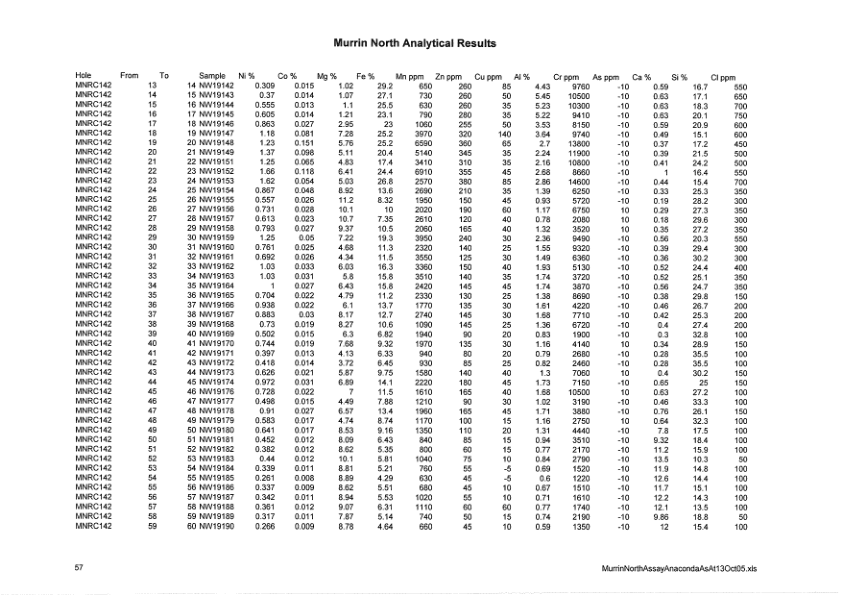 Murrin North Analytical Results
Hole From To Sample Ni % Co % Mg % Fe % Mn ppm Zn ppm Cu ppm Al % Cr ppm As ppm Ca % Si % Cl ppm
MNRC142 13 14 NW19142 0.309 0.015 1.02 29.2 650 260 85 4.43 9760 -10 0.59 16.7 550
MNRC142 14 15 NW19143 0.37 0.014 1.07 27.1 730 260 50 5.45 10500 -10 0.63 17.1 650
MNRC142 15 16 NW19144 0.555 0.013 1.1 25.5 630 260 35 5.23 10300 -10 0.63 18.3 700
MNRC142 16 17 NW19145 0.605 0.014 1.21 23.1 790 280 35 5.22 9410 -10 0.63 20.1 750
MNRC142 17 18 NW19146 0.863 0.027 2.95 23 1060 255 50 3.53 8150 -10 0.59 20.9 600
MNRC142 18 19 NW19147 1.18 0.081 7.28 25.2 3970 320 140 3.64 9740 -10 0.49 15.1 600
MNRC142 19 20 NW19148 1.23 0.151 5.76 25.2 6590 360 65 2.7 13800 -10 0.37 17.2 450
MNRC142 20 21 NW19149 1.37 0.098 5.11 20.4 5140 345 35 2.24 11900 -10 0.39 21.5 500
MNRC142 21 22 NW19151 1.25 0.065 4.83 17.4 3410 310 35 2.16 10800 -10 0.41 24.2 500
MNRC142 22 23 NW19152 1.66 0.118 6.41 24.4 6910 355 45 2.68 8660 -10 1 16.4 550
MNRC142 23 24 NW19153 1.62 0.054 5.03 26.8 2570 380 85 2.86 14600 -10 0.44 15.4 700
MNRC142 24 25 NW19154 0.867 0.048 8.92 13.6 2690 210 35 1.39 6250 -10 0.33 25.3 350
MNRC142 25 26 NW19155 0.557 0.026 11.2 8.32 1950 150 45 0.93 5720 -10 0.19 28.2 300
MNRC142 26 27 NW19156 0.731 0.028 10.1 10 2020 190 60 1.17 6750 10 0.29 27.3 350
MNRC142 27 28 NW19157 0.613 0.023 10.7 7.35 2610 120 40 0.78 2080 10 0.18 29.6 300
MNRC142 28 29 NW19158 0.793 0.027 9.37 10.5 2060 165 40 1.32 3520 10 0.35 27.2 350
MNRC142 29 30 NW19159 1.25 0.05 7.22 19.3 3950 240 30 2.36 9490 -10 0.56 20.3 550
MNRC142 30 31 NW19160 0.761 0.025 4.68 11.3 2320 140 25 1.55 9320 -10 0.39 29.4 300
MNRC142 31 32 NW19161 0.692 0.026 4.34 11.5 3550 125 30 1.49 6360 -10 0.36 30.2 300
MNRC142 32 33 NW19162 1.03 0.033 6.03 16.3 3360 150 40 1.93 5130 -10 0.52 24.4 400
MNRC142 33 34 NW19163 1.03 0.031 5.8 15.8 3510 140 35 1.74 3720 -10 0.52 25.1 350
MNRC142 34 35 NW19164 1 0.027 6.43 15.8 2420 145 45 1.74 3870 -10 0.56 24.7 350
MNRC142 35 36 NW19165 0.704 0.022 4.79 11.2 2330 130 25 1.38 8690 -10 0.38 29.8 150
MNRC142 36 37 NW19166 0.938 0.022 6.1 13.7 1770 135 30 1.61 4220 -10 0.46 26.7 200
MNRC142 37 38 NW19167 0.883 0.03 8.17 12.7 2740 145 30 1.68 7710 -10 0.42 25.3 200
MNRC142 38 39 NW19168 0.73 0.019 8.27 10.6 1090 145 25 1.36 6720 -10 0.4 27.4 200
MNRC142 39 40 NW19169 0.502 0.015 6.3 6.82 1940 90 20 0.83 1900 -10 0.3 32.8 100
MNRC142 40 41 NW19170 0.744 0.019 7.68 9.32 1970 135 30 1.16 4140 10 0.34 28.9 150
MNRC142 41 42 NW19171 0.397 0.013 4.13 6.33 940 80 20 0.79 2680 -10 0.28 35.5 100
MNRC142 42 43 NW19172 0.418 0.014 3.72 6.45 930 85 25 0.82 2460 -10 0.28 35.5 100
MNRC142 43 44 NW19173 0.626 0.021 5.87 9.75 1580 140 40 1.3 7060 10 0.4 30.2 150
MNRC142 44 45 NW19174 0.972 0.031 6.89 14.1 2220 180 45 1.73 7150 -10 0.65 25 150
MNRC142 45 46 NW19176 0.728 0.022 7 11.5 1610 165 40 1.68 10500 10 0.63 27.2 100
MNRC142 46 47 NW19177 0.498 0.015 4.49 7.88 1210 90 30 1.02 3190 -10 0.46 33.3 100
MNRC142 47 48 NW19178 0.91 0.027 6.57 13.4 1960 165 45 1.71 3880 -10 0.76 26.1 150
MNRC142 48 49 NW19179 0.583 0.017 4.74 8.74 1170 100 15 1.16 2750 10 0.64 32.3 100
MNRC142 49 50 NW19180 0.641 0.017 8.53 9.16 1350 110 20 1.31 4440 -10 7.8 17.5 100
MNRC142 50 51 NW19181 0.452 0.012 8.09 6.43 840 85 15 0.94 3510 -10 9.32 18.4 100
MNRC142 51 52 NW19182 0.382 0.012 8.62 5.35 800 60 15 0.77 2170 -10 11.2 15.9 100
MNRC142 52 53 NW19183 0.44 0.012 10.1 5.81 1040 75 10 0.84 2790 -10 13.5 10.3 50
MNRC142 53 54 NW19184 0.339 0.011 8.81 5.21 760 55 -5 0.69 1520 -10 11.9 14.8 100
MNRC142 54 55 NW19185 0.261 0.008 8.89 4.29 630 45 -5 0.6 1220 -10 12.6 14.4 100
MNRC142 55 56 NW19186 0.337 0.009 8.62 5.51 680 45 10 0.67 1510 -10 11.7 15.1 100
MNRC142 56 57 NW19187 0.342 0.011 8.94 5.53 1020 55 10 0.71 1610 -10 12.2 14.3 100
MNRC142 57 58 NW19188 0.361 0.012 9.07 6.31 1110 60 60 0.77 1740 -10 12.1 13.5 100
MNRC142 58 59 NW19189 0.317 0.011 7.87 5.14 740 50 15 0.74 2190 -10 9.86 18.8 50
MNRC142 59 60 NW19190 0.266 0.009 8.78 4.64 660 45 10 0.59 1350 -10 12 15.4 100
57 MurrinNorthAssayAnacondaAsAt13Oct05.xls